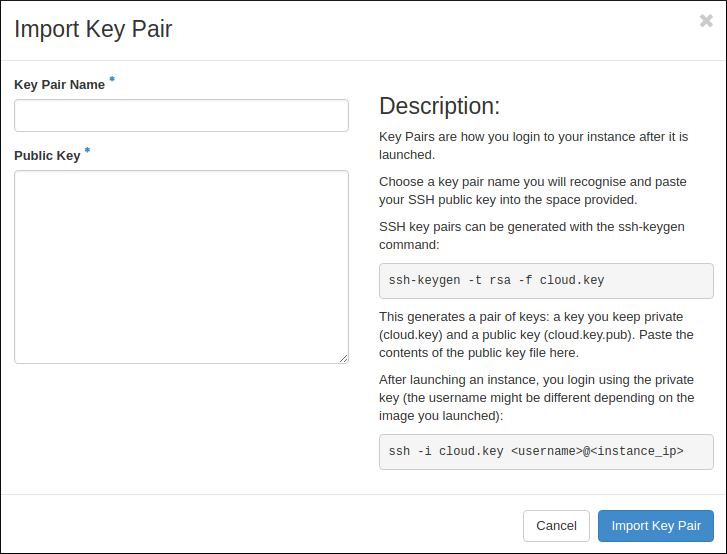 Import Key Pair
✖
Key Pair Name *
Public Key *
Description:
Key Pairs are how you login to your instance after it is
launched.
Choose a key pair name you will recognise and paste
your SSH public key into the space provided.
SSH key pairs can be generated with the ssh-keygen
command:
ssh-keygen -t rsa -f cloud.key
This generates a pair of keys: a key you keep private
(cloud.key) and a public key (cloud.key.pub). Paste the
contents of the public key file here.
After launching an instance, you login using the private
key (the username might be different depending on the
image you launched):
ssh -i cloud.key <username>@<instance_ip>
Cancel
Import Key Pair